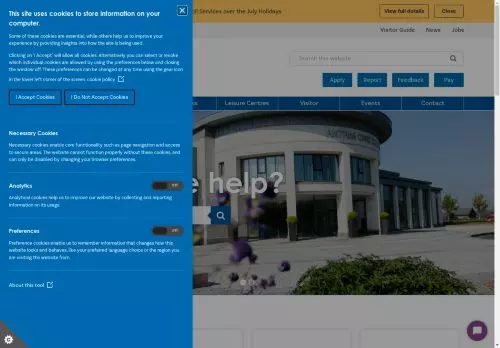 This site uses cookies to store information on your
computer.
Some of these cookies are essential, while others help us to improve your
experience by providing insights into how the site is being used.
Clicking on 'I Accept' will allow all cookies. Alternatively you can select or revoke
which individual cookies are allowed by using the preferences below and closing
the window off. These preferences can be changed at any time using the gear icon
in the lower left corner of the screen. cookie policy
I Accept Cookies
I Do Not Accept Cookies
Necessary Cookies
Necessary cookies enable core functionality such as page navigation and access
to secure areas. The website cannot function properly without these cookies, and
can only be disabled by changing your browser preferences.
Analytics
Off
Analytical cookies help us to improve our website by collecting and reporting
information on its usage.
Preferences
Off
Preference cookies enable us to remember information that changes how this
website looks and behaves, like your preferred language choice or the region you
are visiting the website from.
About this tool
Services over the July Holidays
View full details
Close
Visitor Guide
News
Jobs
Search this website
Apply
Report
Feedback
Pay
Leisure Centres
Visitor
Events
Contact
ANTRIM CIVIC CENTRE
help?